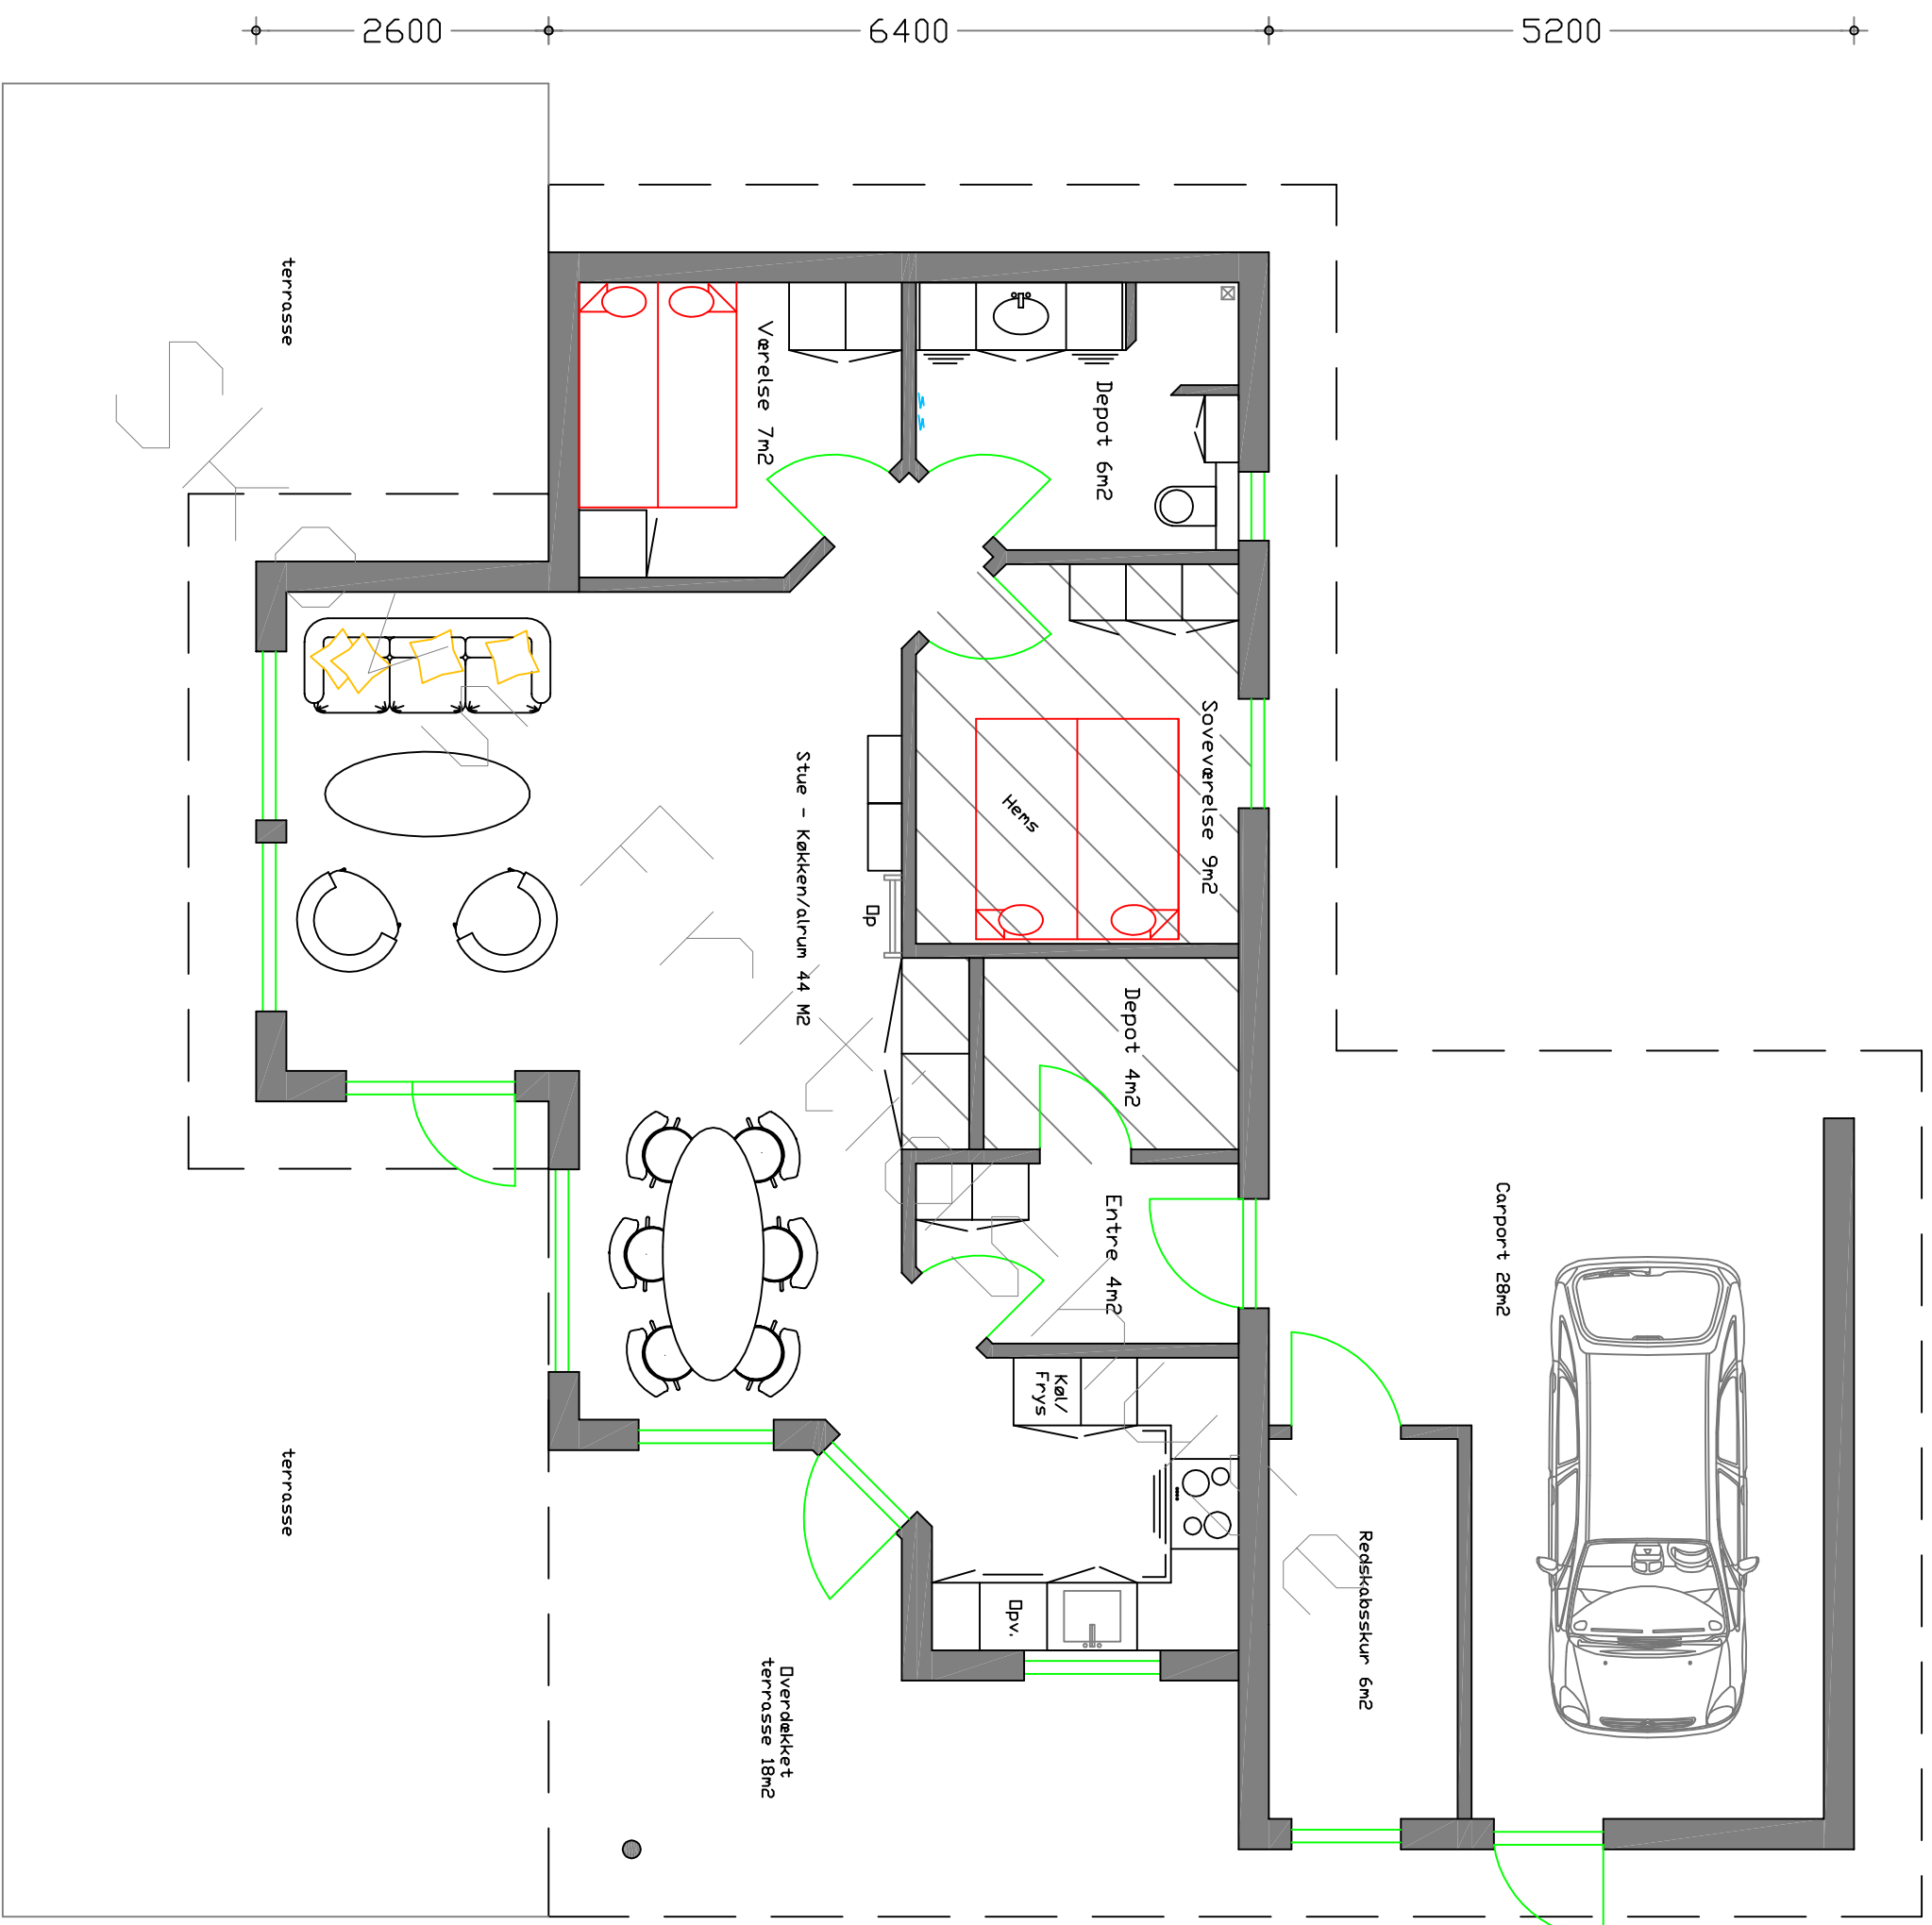 2600
6400
5200
terrasse
Værelse 7m2
Depot 6m2
Soveværelse 9m2
Hems
Stue - Køkken/alrum 44 M2
Op
Depot 4m2
Entre 4m2
Carport 28m2
Køl/
Frys
terrasse
Redskabsskur 6m2
Opv.
Overdækket
terrasse 18m2